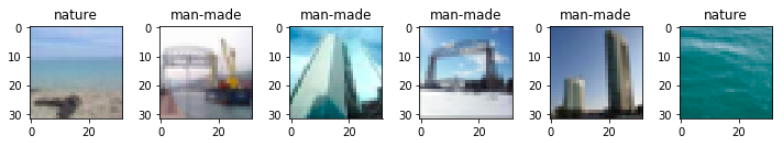 nature man-made man-made man-made man-made nature
0 0 0 0 0 0
10 10 10 10 10 10
20 20 20 20 20 20
30 30 30 30 30 30
0 20 0 20 0 20 0 20 0 20 0 20